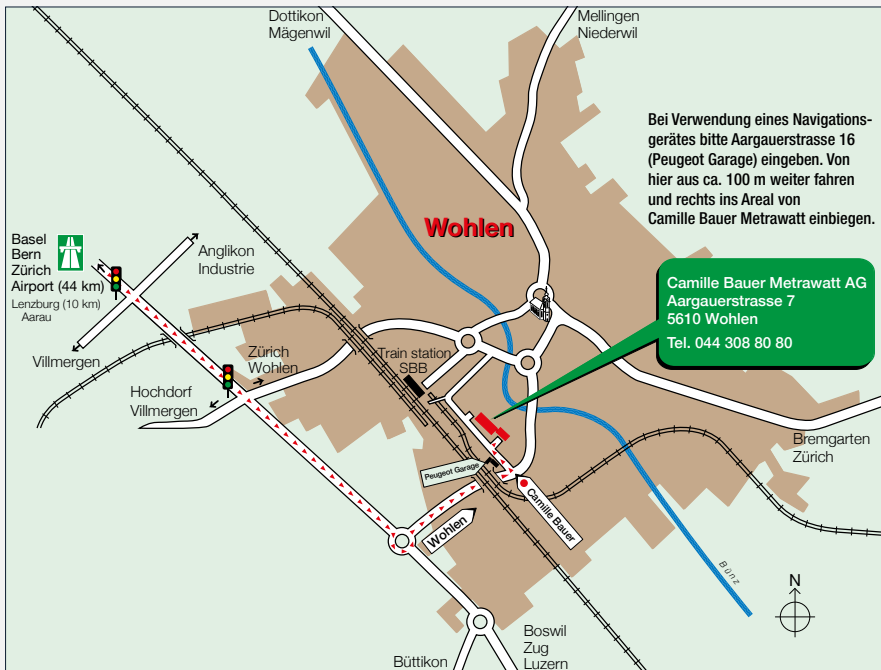 Dottikon
Mägenwil
Mellingen
Niederwil
Bei Verwendung eines Navigations-
gerätes bitte Aargauerstrasse 16
(Peugeot Garage) eingeben. Von
hier aus ca. 100 m weiter fahren
und rechts ins Areal von
Camille Bauer Metrawatt einbiegen.
Wohlen
Basel
Bern
Zürich
Airport (44 km)
Lenzburg (10 km)
Aarau
Anglikon
Industrie
Camille Bauer Metrawatt AG
Aargauerstrasse 7
5610 Wohlen
Tel. 044 308 80 80
Villmergen
Zürich
Wohlen
Train station
SBB
Hochdorf
Villmergen
Bremgarten
Zürich
Peugeot Garage
Camille Bauer
Wohlen
Bünz
N
Büttikon
Boswil
Zug
Luzern